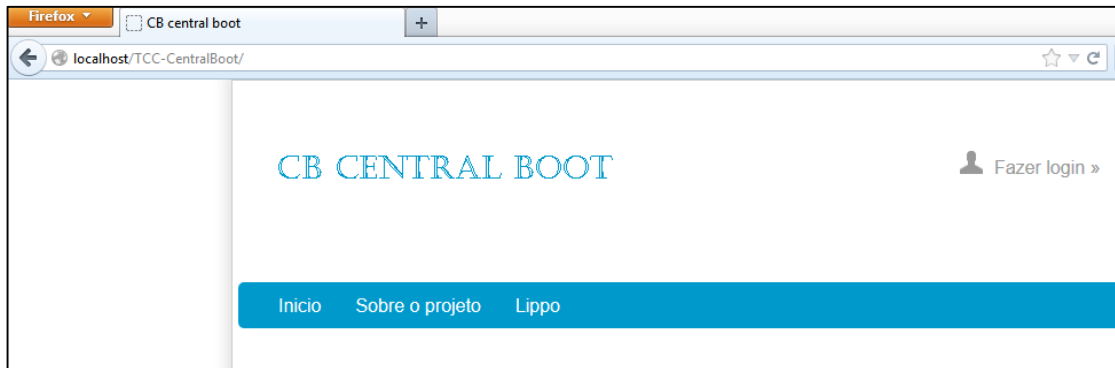 Firefox
CB central boot
localhost/TCC-CentralBoot/
CB CENTRAL BOOT
Fazer login »
Inicio Sobre o projeto Lippo